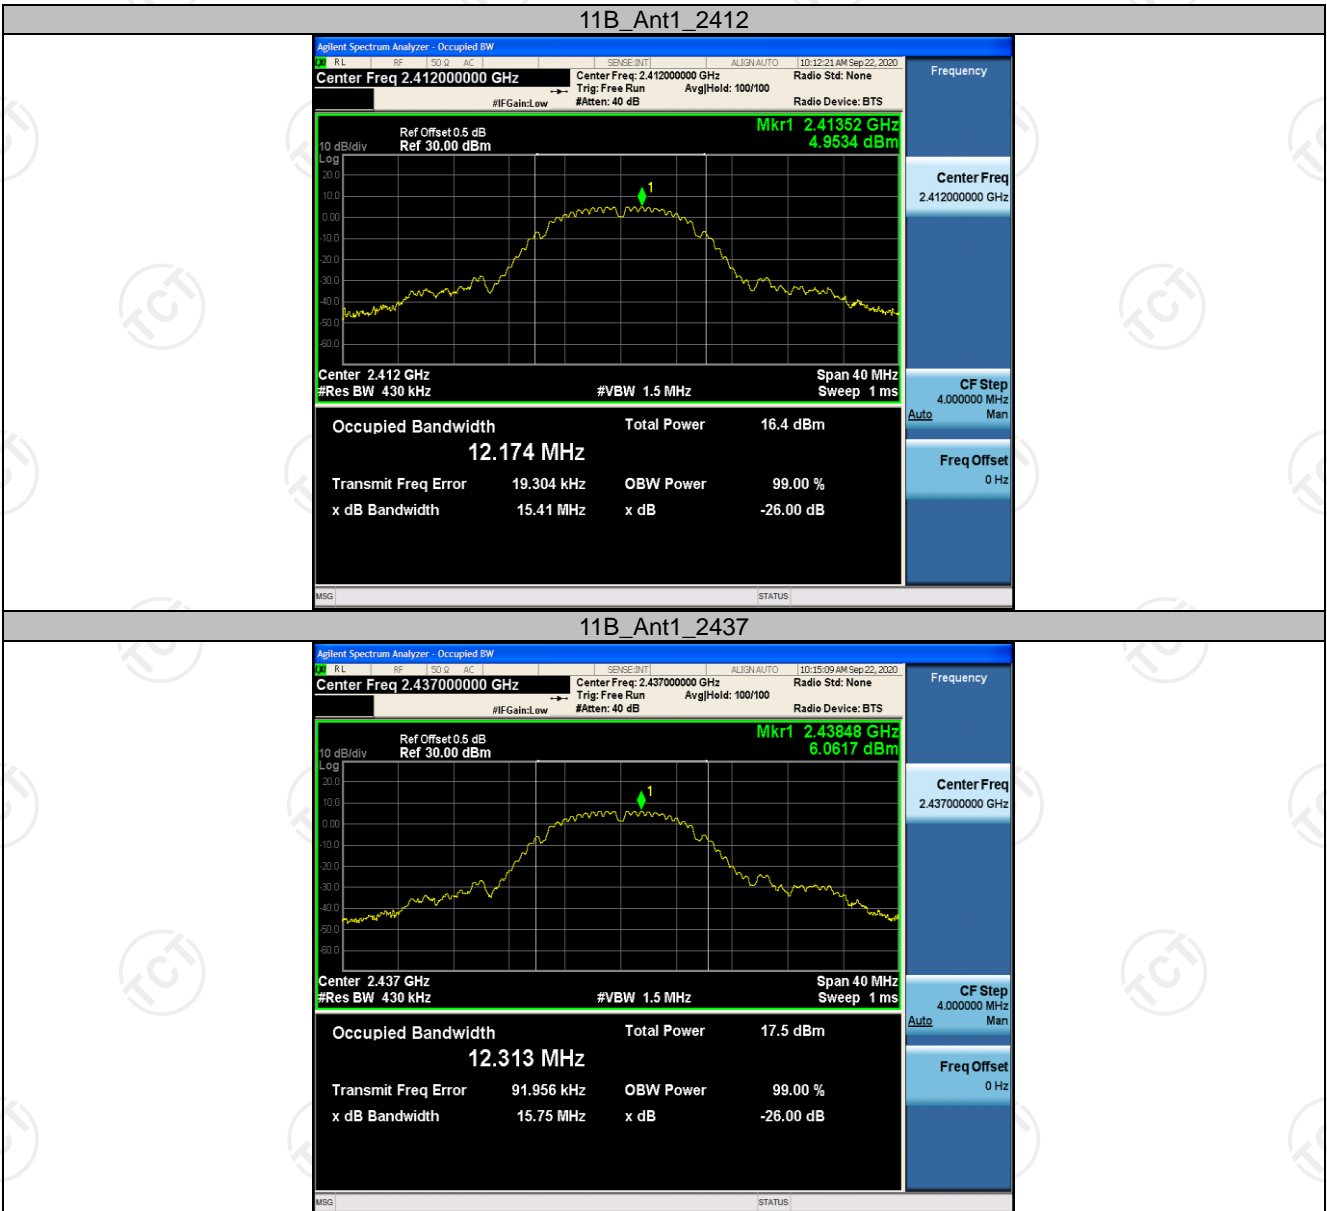 11B_Ant1_2412
Agilent Spectrum Analyzer - Occupied BW
LXI RL RF 50 Ω AC SENSE:INT ALIGN AUTO 10:12:21 AM Sep 22, 2020
Center Freq 2.412000000 GHz
Center Freq: 2.412000000 GHz
Radio Std: None
Trig: Free Run Avg|Hold: 100/100
#IFGain:Low
#Atten: 40 dB
Radio Device: BTS
Frequency
Mkr1 2.41352 GHz
4.9534 dBm
Ref Offset 0.5 dB
10 dB/div Ref 30.00 dBm
Log
20.0
10.0
0.00
-10.0
-20.0
-30.0
-40.0
-50.0
-60.0
1
Center 2.412 GHz
Span 40 MHz
#Res BW 430 kHz
#VBW 1.5 MHz
Sweep 1 ms
Center Freq
2.412000000 GHz
CF Step
4.000000 MHz
Auto Man
Freq Offset
0 Hz
Occupied Bandwidth
12.174 MHz
Total Power 16.4 dBm
Transmit Freq Error 19.304 kHz OBW Power 99.00 %
x dB Bandwidth 15.41 MHz x dB -26.00 dB
MSG STATUS
11B_Ant1_2437
Agilent Spectrum Analyzer - Occupied BW
LXI RL RF 50 Ω AC SENSE:INT ALIGN AUTO 10:15:09 AM Sep 22, 2020
Center Freq 2.437000000 GHz
Center Freq: 2.437000000 GHz
Radio Std: None
Trig: Free Run Avg|Hold: 100/100
#IFGain:Low
#Atten: 40 dB
Radio Device: BTS
Frequency
Mkr1 2.43848 GHz
6.0617 dBm
Ref Offset 0.5 dB
10 dB/div Ref 30.00 dBm
Log
20.0
10.0
0.00
-10.0
-20.0
-30.0
-40.0
-50.0
-60.0
1
Center 2.437 GHz
Span 40 MHz
#Res BW 430 kHz
#VBW 1.5 MHz
Sweep 1 ms
Center Freq
2.437000000 GHz
CF Step
4.000000 MHz
Auto Man
Freq Offset
0 Hz
Occupied Bandwidth
12.313 MHz
Total Power 17.5 dBm
Transmit Freq Error 91.956 kHz OBW Power 99.00 %
x dB Bandwidth 15.75 MHz x dB -26.00 dB
MSG STATUS
TCT
TCT
TCT
TCT